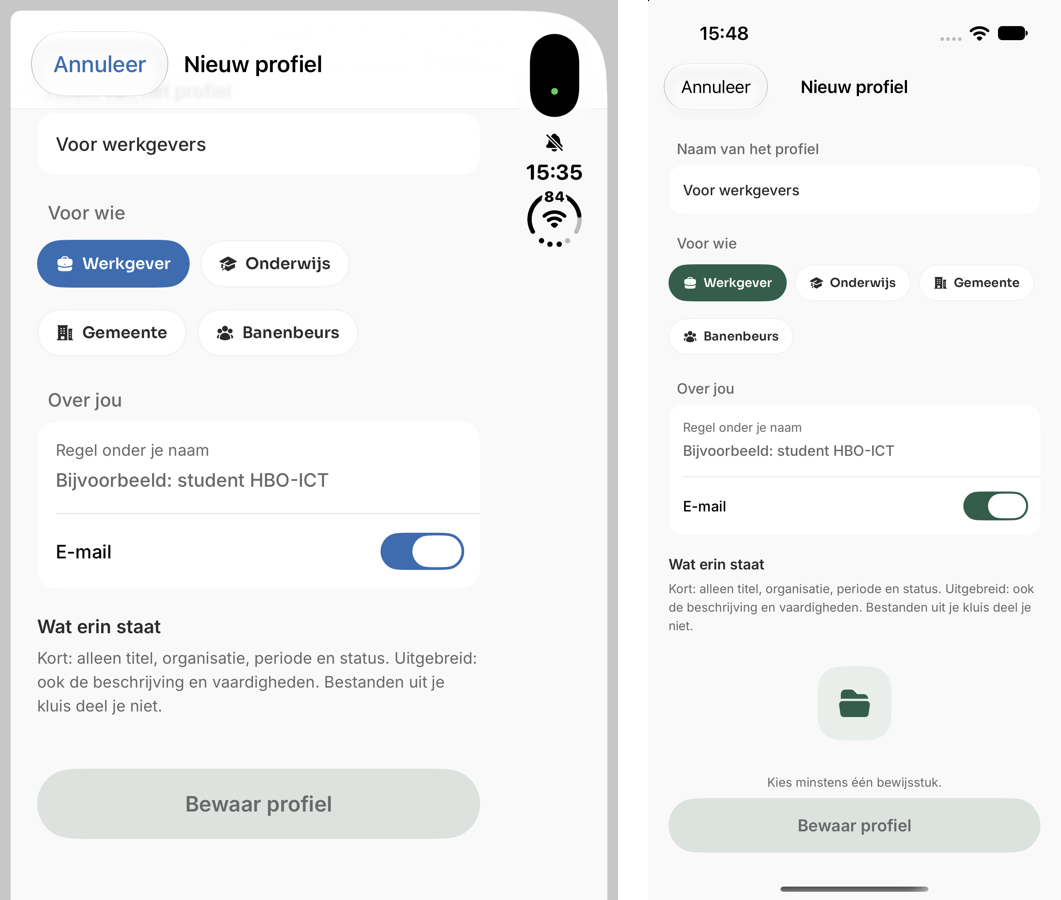 Annuleer
Nieuw profiel
Voor werkgevers
Voor wie
Werkgever
Onderwijs
Gemeente
Banenbeurs
Over jou
Regel onder je naam
Bijvoorbeeld: student HBO-ICT
E-mail
Wat erin staat
Kort: alleen titel, organisatie, periode en status. Uitgebreid:
ook de beschrijving en vaardigheden. Bestanden uit je
kluis deel je niet.
Bewaar profiel
15:35
84
15:48
Annuleer
Nieuw profiel
Naam van het profiel
Voor werkgevers
Voor wie
Werkgever
Onderwijs
Gemeente
Banenbeurs
Over jou
Regel onder je naam
Bijvoorbeeld: student HBO-ICT
E-mail
Wat erin staat
Kort: alleen titel, organisatie, periode en status. Uitgebreid: ook
de beschrijving en vaardigheden. Bestanden uit je kluis deel je
niet.
Kies minstens één bewijsstuk.
Bewaar profiel